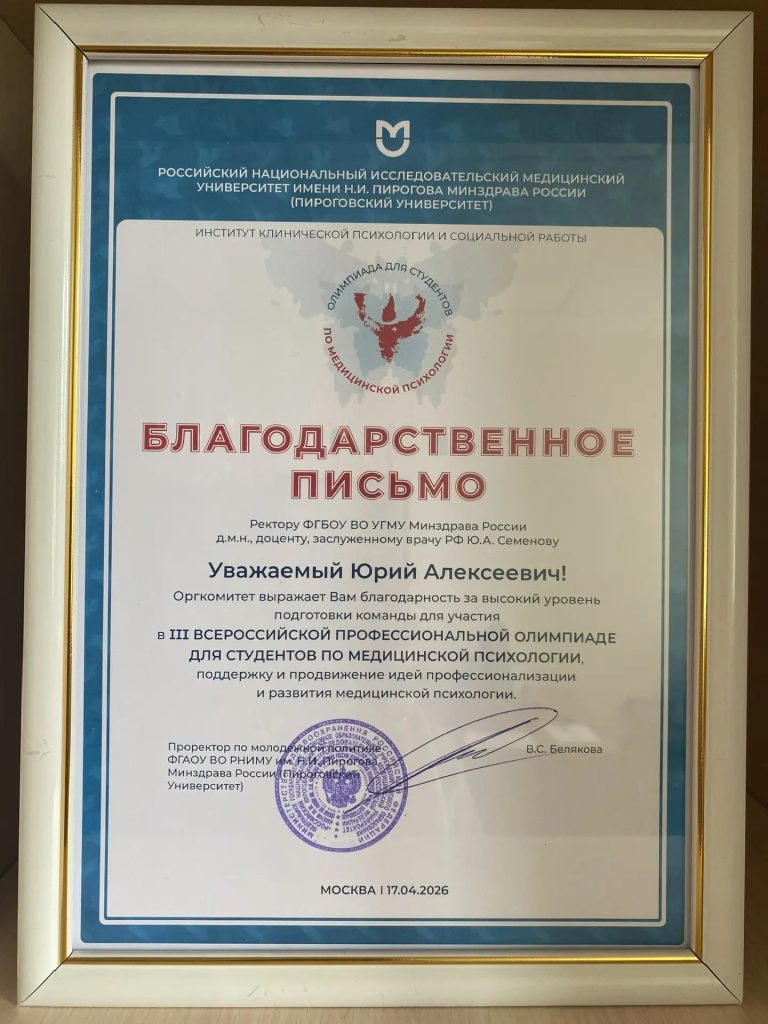 РОССИЙСКИЙ НАЦИОНАЛЬНЫЙ ИССЛЕДОВАТЕЛЬСКИЙ МЕДИЦИНСКИЙ
УНИВЕРСИТЕТ ИМЕНИ Н.И. ПИРОГОВА МИНЗДРАВА РОССИИ
(ПИРОГОВСКИЙ УНИВЕРСИТЕТ)
ИНСТИТУТ КЛИНИЧЕСКОЙ ПСИХОЛОГИИ И СОЦИАЛЬНОЙ РАБОТЫ
ОЛИМПИАДА ДЛЯ СТУДЕНТОВ
ПО МЕДИЦИНСКОЙ ПСИХОЛОГИИ
БЛАГОДАРСТВЕННОЕ
ПИСЬМО
Ректору ФГБОУ ВО УГМУ Минздрава России
д.м.н., доценту, заслуженному врачу РФ Ю.А. Семенову
Уважаемый Юрий Алексеевич!
Оргкомитет выражает Вам благодарность за высокий уровень
подготовки команды для участия
в III ВСЕРОССИЙСКОЙ ПРОФЕССИОНАЛЬНОЙ ОЛИМПИАДЕ
ДЛЯ СТУДЕНТОВ ПО МЕДИЦИНСКОЙ ПСИХОЛОГИИ,
поддержку и продвижение идей профессионализации
и развития медицинской психологии.
Проректор по молодежной политике
ФГАОУ ВО РНИМУ им. Н.И. Пирогова
Минздрава России (Пироговский
Университет)
В.С. Белякова
МИНИСТЕРСТВО ЗДРАВООХРАНЕНИЯ РОССИЙСКОЙ ФЕДЕРАЦИИ
МОСКВА I 17.04.2026